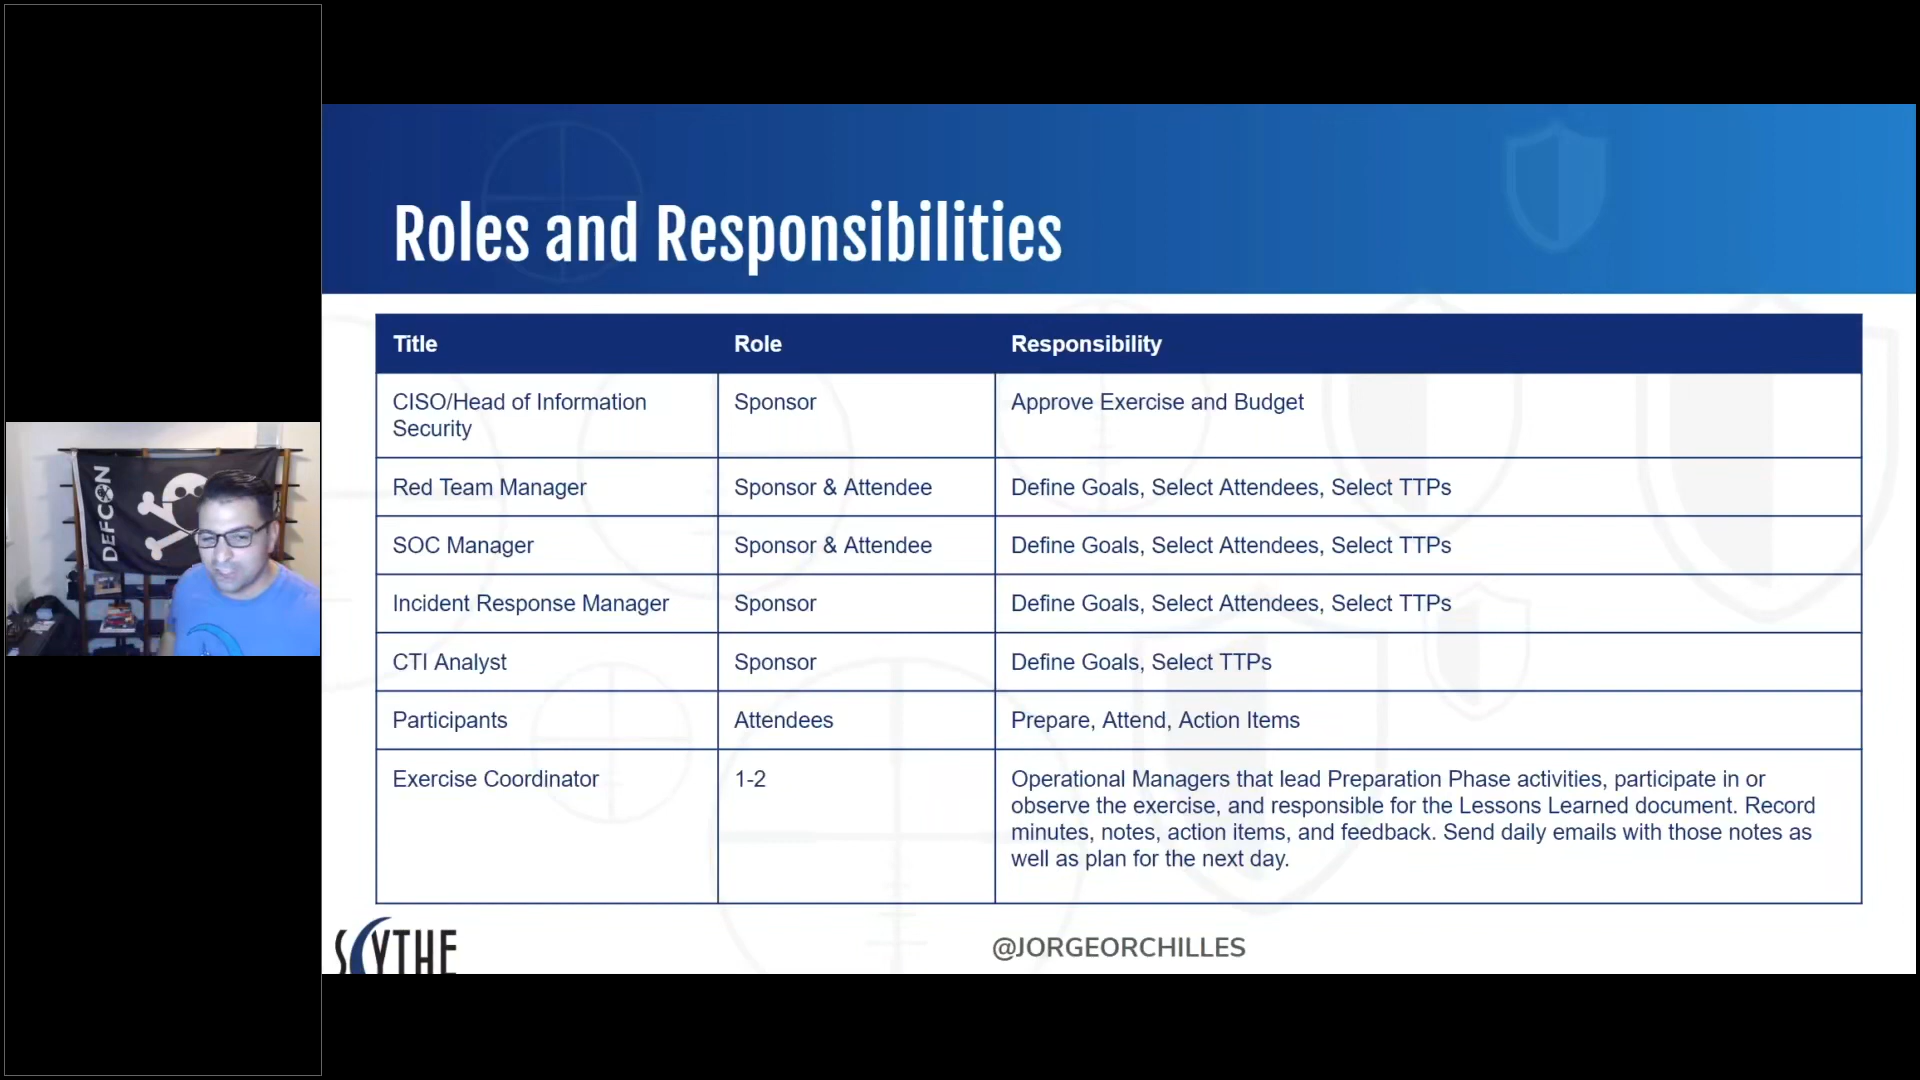 DEFCON
Roles and Responsibilities
Title Role Responsibility
CISO/Head of Information Sponsor Approve Exercise and Budget
Security
Red Team Manager Sponsor & Attendee Define Goals, Select Attendees, Select TTPs
SOC Manager Sponsor & Attendee Define Goals, Select Attendees, Select TTPs
Incident Response Manager Sponsor Define Goals, Select Attendees, Select TTPs
CTI Analyst Sponsor Define Goals, Select TTPs
Participants Attendees Prepare, Attend, Action Items
Exercise Coordinator 1-2 Operational Managers that lead Preparation Phase activities, participate in or
observe the exercise, and responsible for the Lessons Learned document. Record
minutes, notes, action items, and feedback. Send daily emails with those notes as
well as plan for the next day.
SCYTHE
@JORGEORCHILLES